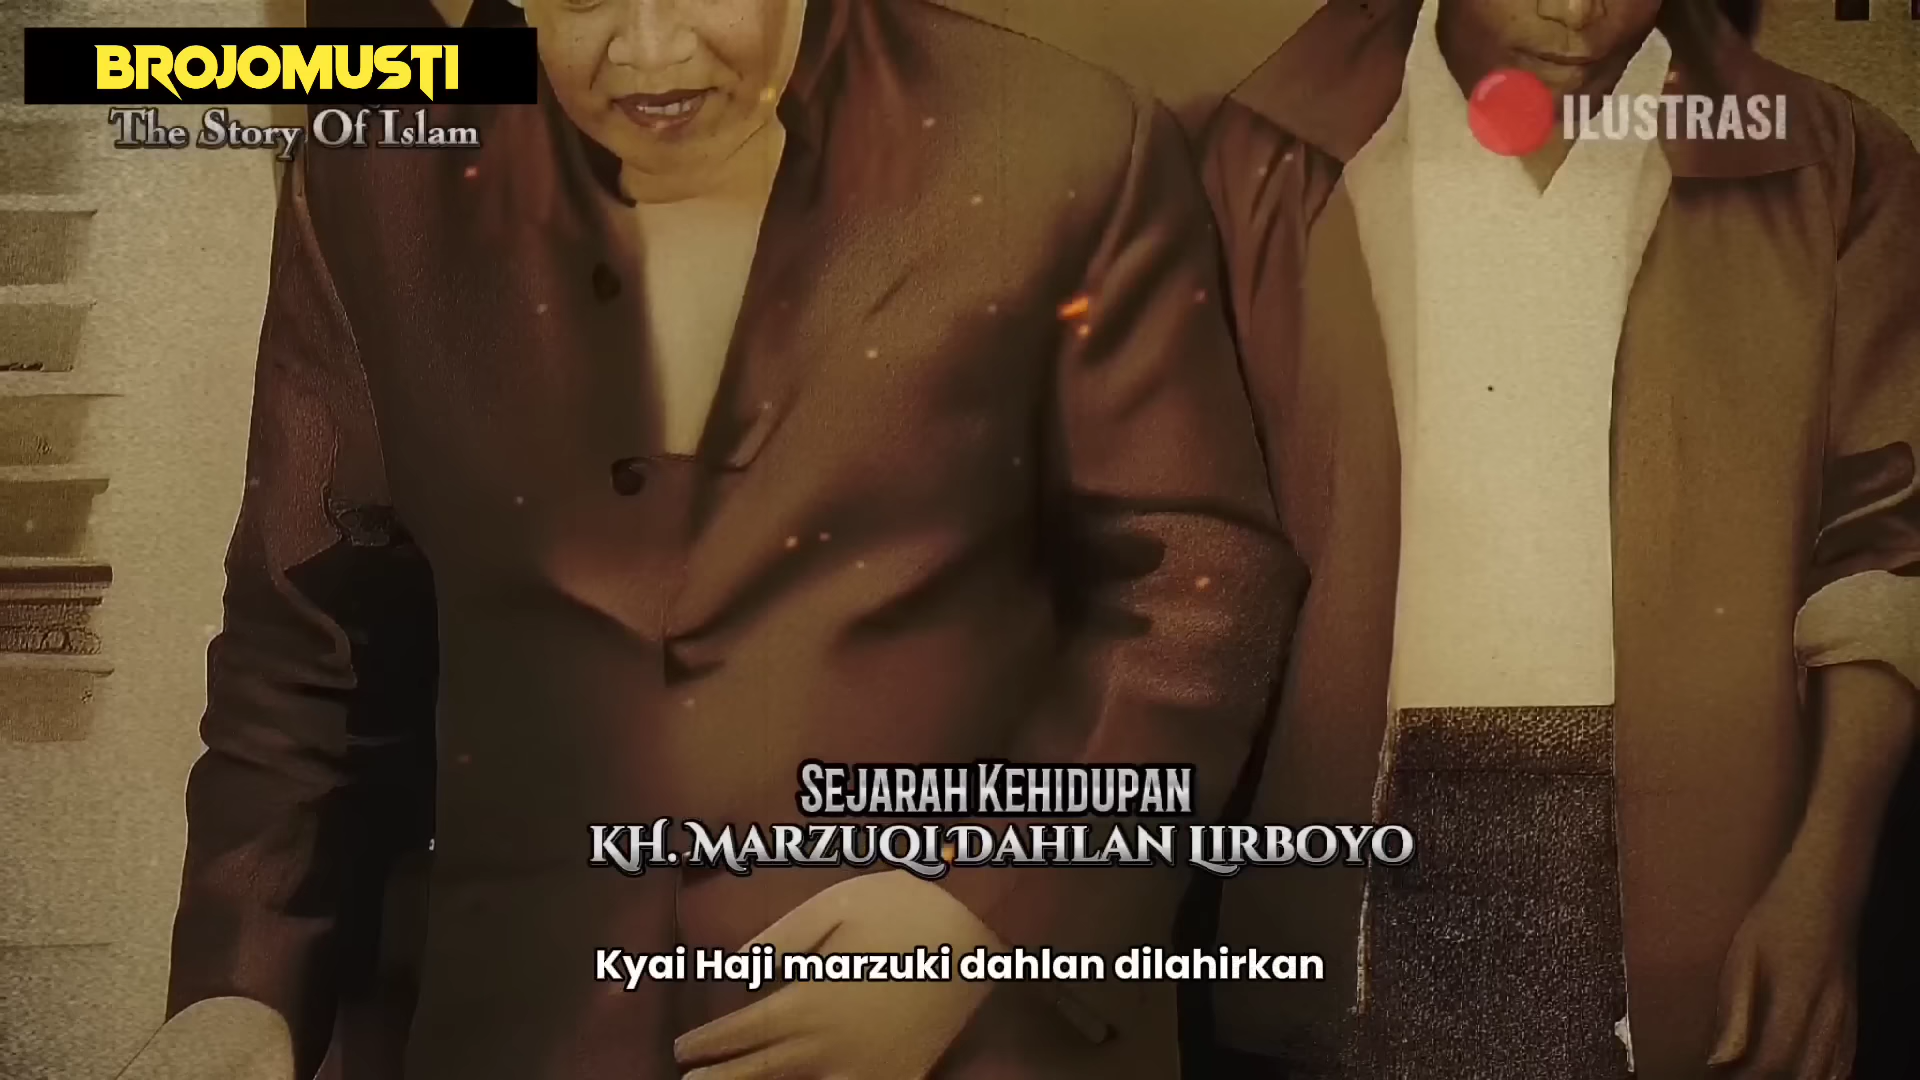 BROJOMUSTI
The Story Of Islam
ILUSTRASI
SEJARAH KEHIDUPAN
KH. MARZUQI DAHLAN LIRBOYO
Kyai Haji marzuki dahlan dilahirkan